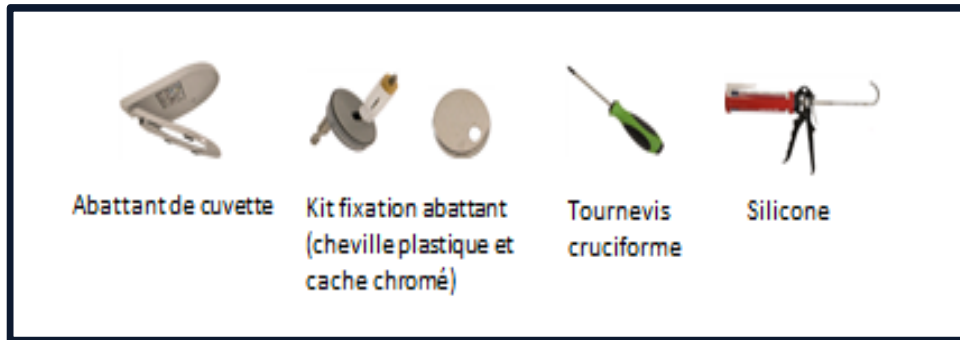 Abattant de cuvette
Kit fixation abattant
(cheville plastique et
cache chromé)
Tournevis
cruciforme
Silicone